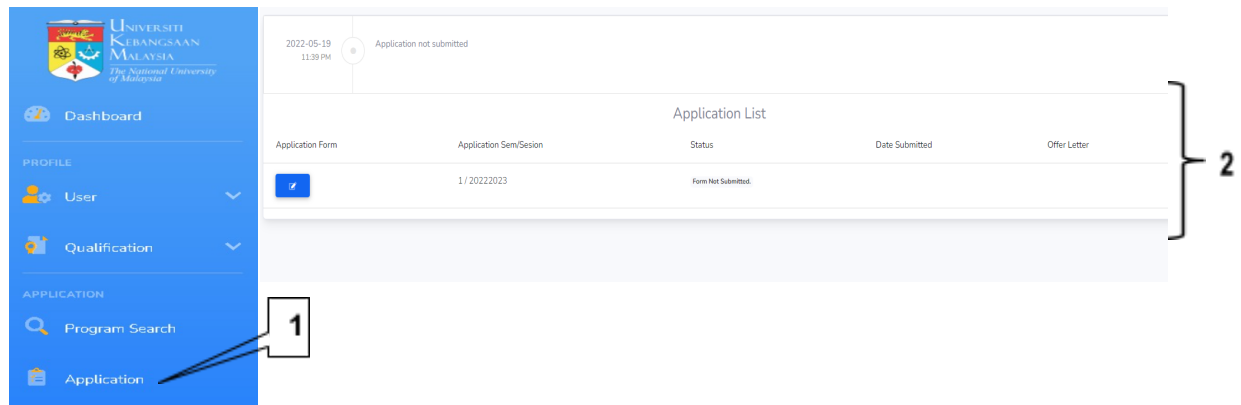 UNIVERSITI
KEBANGSAAN
MALAYSIA
The National University
of Malaysia
Dashboard
PROFILE
User
Qualification
APPLICATION
Program Search
Application
1
2022-05-19
11:39 PM
Application not submitted
Application List
Application Form Application Sem/Sesion Status Date Submitted Offer Letter
1 / 20222023 Form Not Submitted.
2